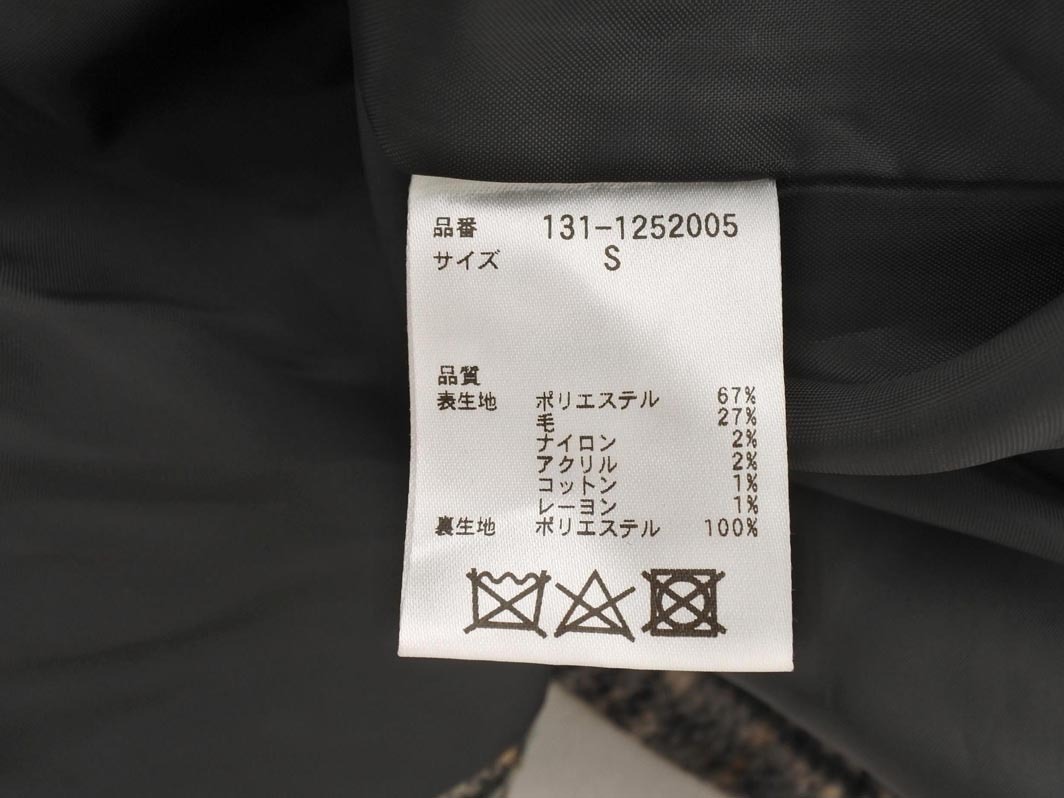 品番 131-1252005
サイズ S
品質
表生地 ポリエステル 67%
毛 27%
ナイロン 2%
アクリル 2%
コットン 1%
レーヨン 1%
裏生地 ポリエステル 100%